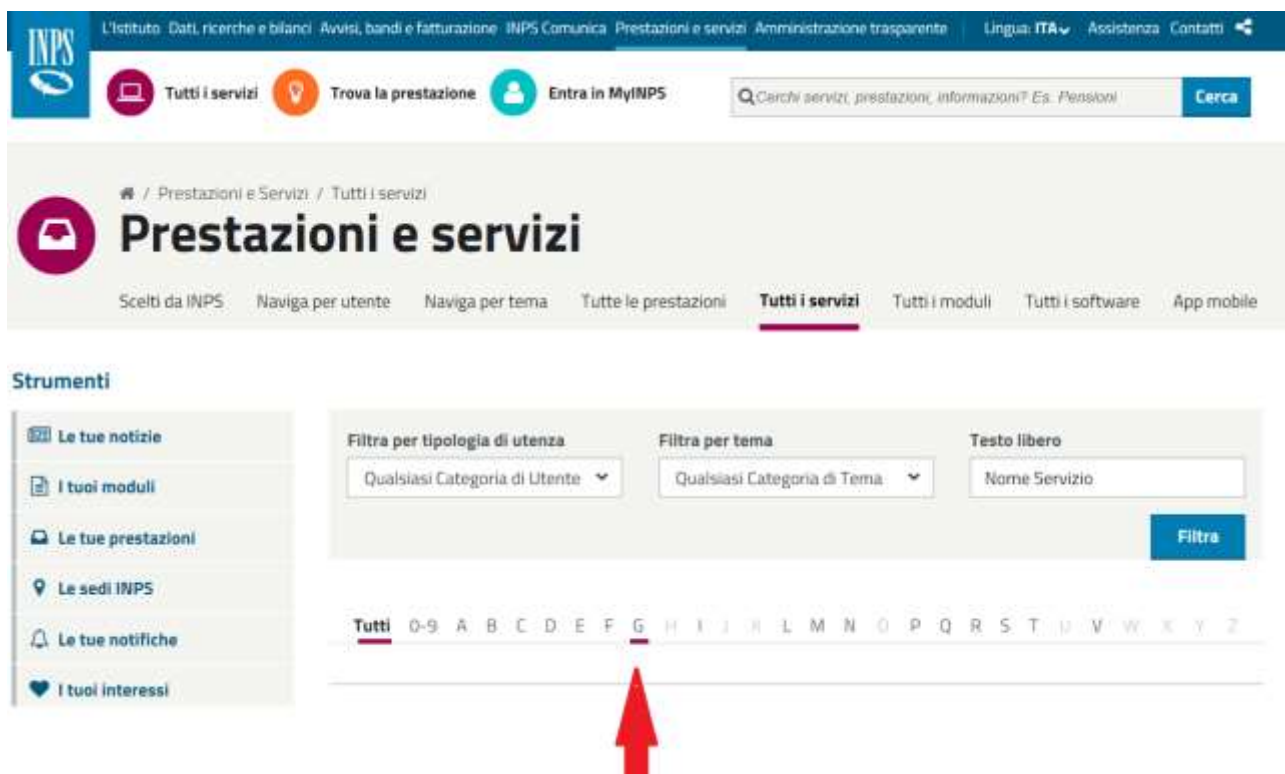 INPS
L'Istituto Dati, ricerche e bilanci Avvisi, bandi e fatturazione INPS Comunica Prestazioni e servizi Amministrazione trasparente Lingua: ITA Assistenza Contatti
Tutti i servizi Trova la prestazione Entra in MyINPS Cerchi servizi, prestazioni, informazioni? Es. Pensioni Cerca
/ Prestazioni e Servizi / Tutti i servizi
Prestazioni e servizi
Scelti da INPS Naviga per utente Naviga per tema Tutte le prestazioni Tutti i servizi Tutti i moduli Tutti i software App mobile
Strumenti
Le tue notizie
I tuoi moduli
Le tue prestazioni
Le sedi INPS
Le tue notifiche
I tuoi interessi
Filtra per tipologia di utenza Filtra per tema Testo libero
Qualsiasi Categoria di Utente Qualsiasi Categoria di Tema Nome Servizio
Filtra
Tutti 0-9 A B C D E F G H I J K L M N O P Q R S T U V W X Y Z